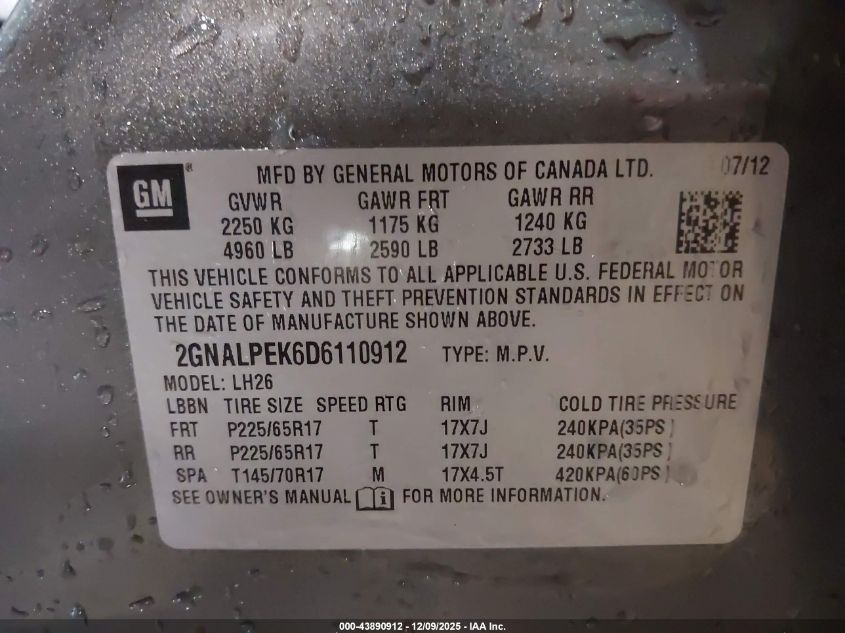 GM ®
MFD BY GENERAL MOTORS OF CANADA LTD. 07/12
GVWR GAWR FRT GAWR RR
2250 KG 1175 KG 1240 KG
4960 LB 2590 LB 2733 LB
THIS VEHICLE CONFORMS TO ALL APPLICABLE U.S. FEDERAL MOTOR
VEHICLE SAFETY AND THEFT PREVENTION STANDARDS IN EFFECT ON
THE DATE OF MANUFACTURE SHOWN ABOVE.
2GNALPEK6D6110912 TYPE: M.P.V.
MODEL: LH26
LBBN TIRE SIZE SPEED RTG RIM COLD TIRE PRESSURE
FRT P225/65R17 T 17X7J 240KPA(35PS )
RR P225/65R17 T 17X7J 240KPA(35PS )
SPA T145/70R17 M 17X4.5T 420KPA(60PS )
SEE OWNER'S MANUAL i FOR MORE INFORMATION.
000-43890912 - 12/09/2025 - IAA Inc.